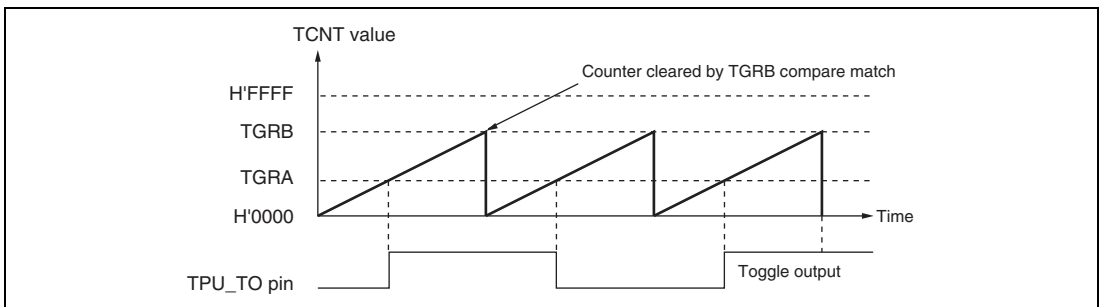 TCNT value
Counter cleared by TGRB compare match
H'FFFF
TGRB
TGRA
H'0000
Time
Toggle output
TPU_TO pin